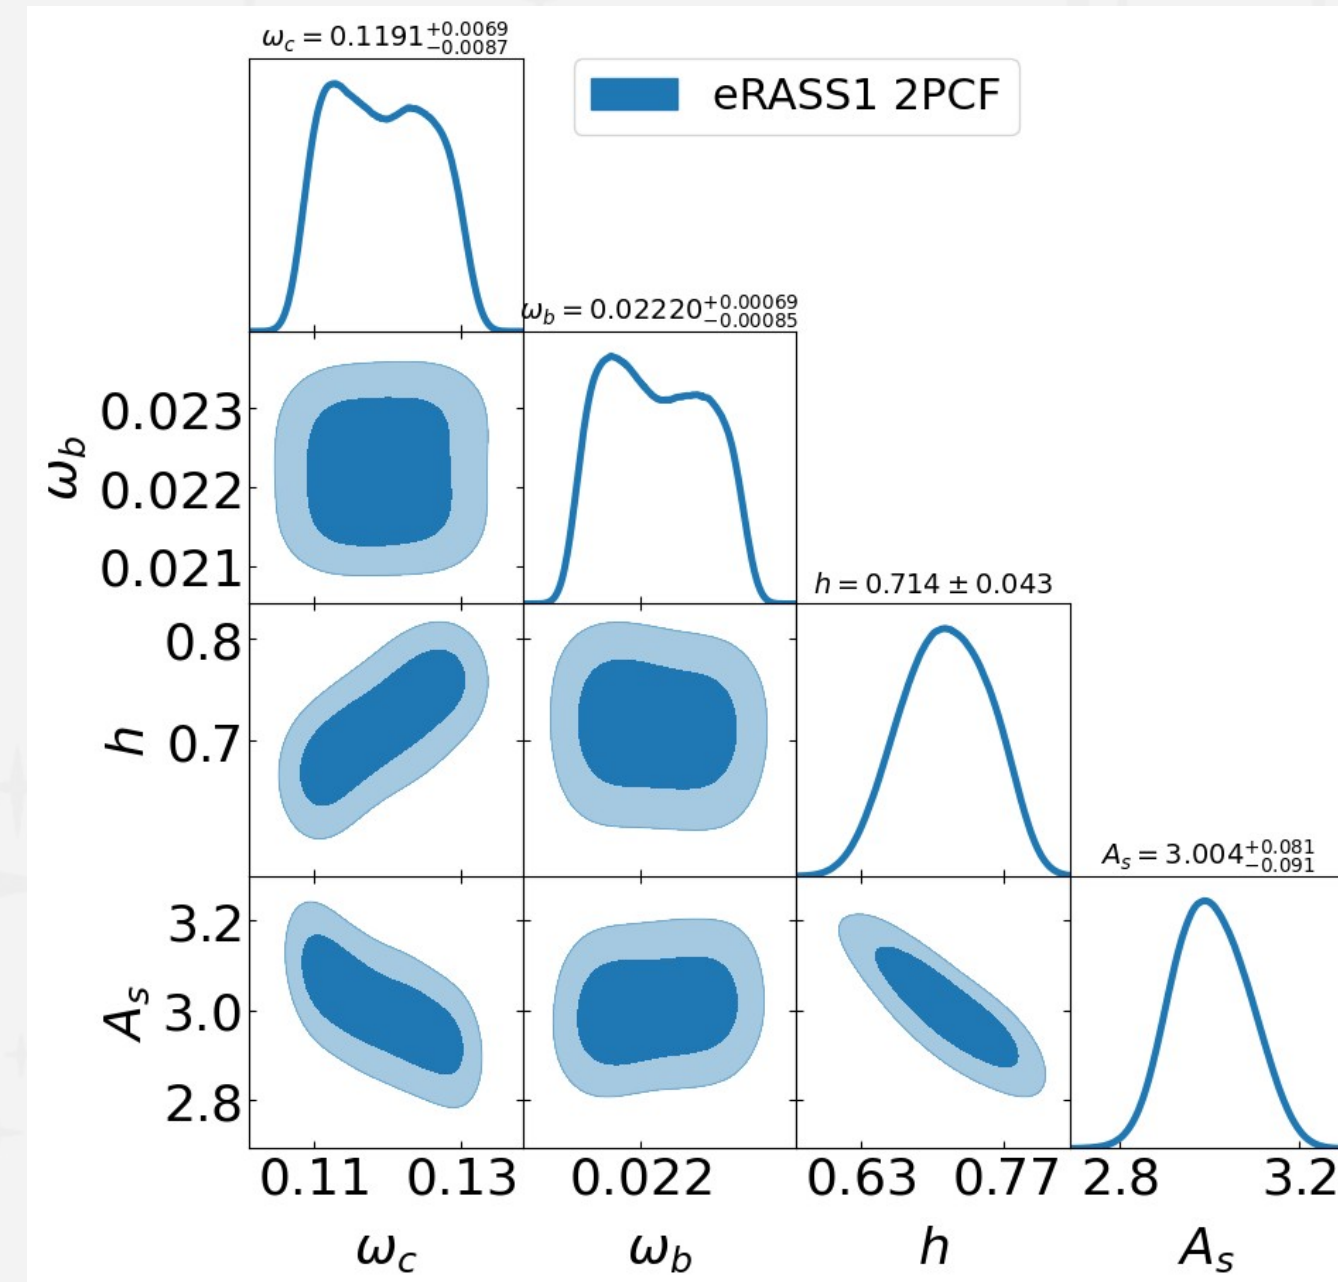 ω_c = 0.1191^{+0.0069}_{−0.0087}
eRASS1 2PCF
ω_b = 0.02220^{+0.00069}_{−0.00085}
ω_b
0.023
0.022
0.021
h = 0.714 ± 0.043
h
0.8
0.7
A_s = 3.004^{+0.081}_{−0.091}
A_s
3.2
3.0
2.8
0.11 0.13 0.022 0.63 0.77 2.8 3.2
ω_c ω_b h A_s